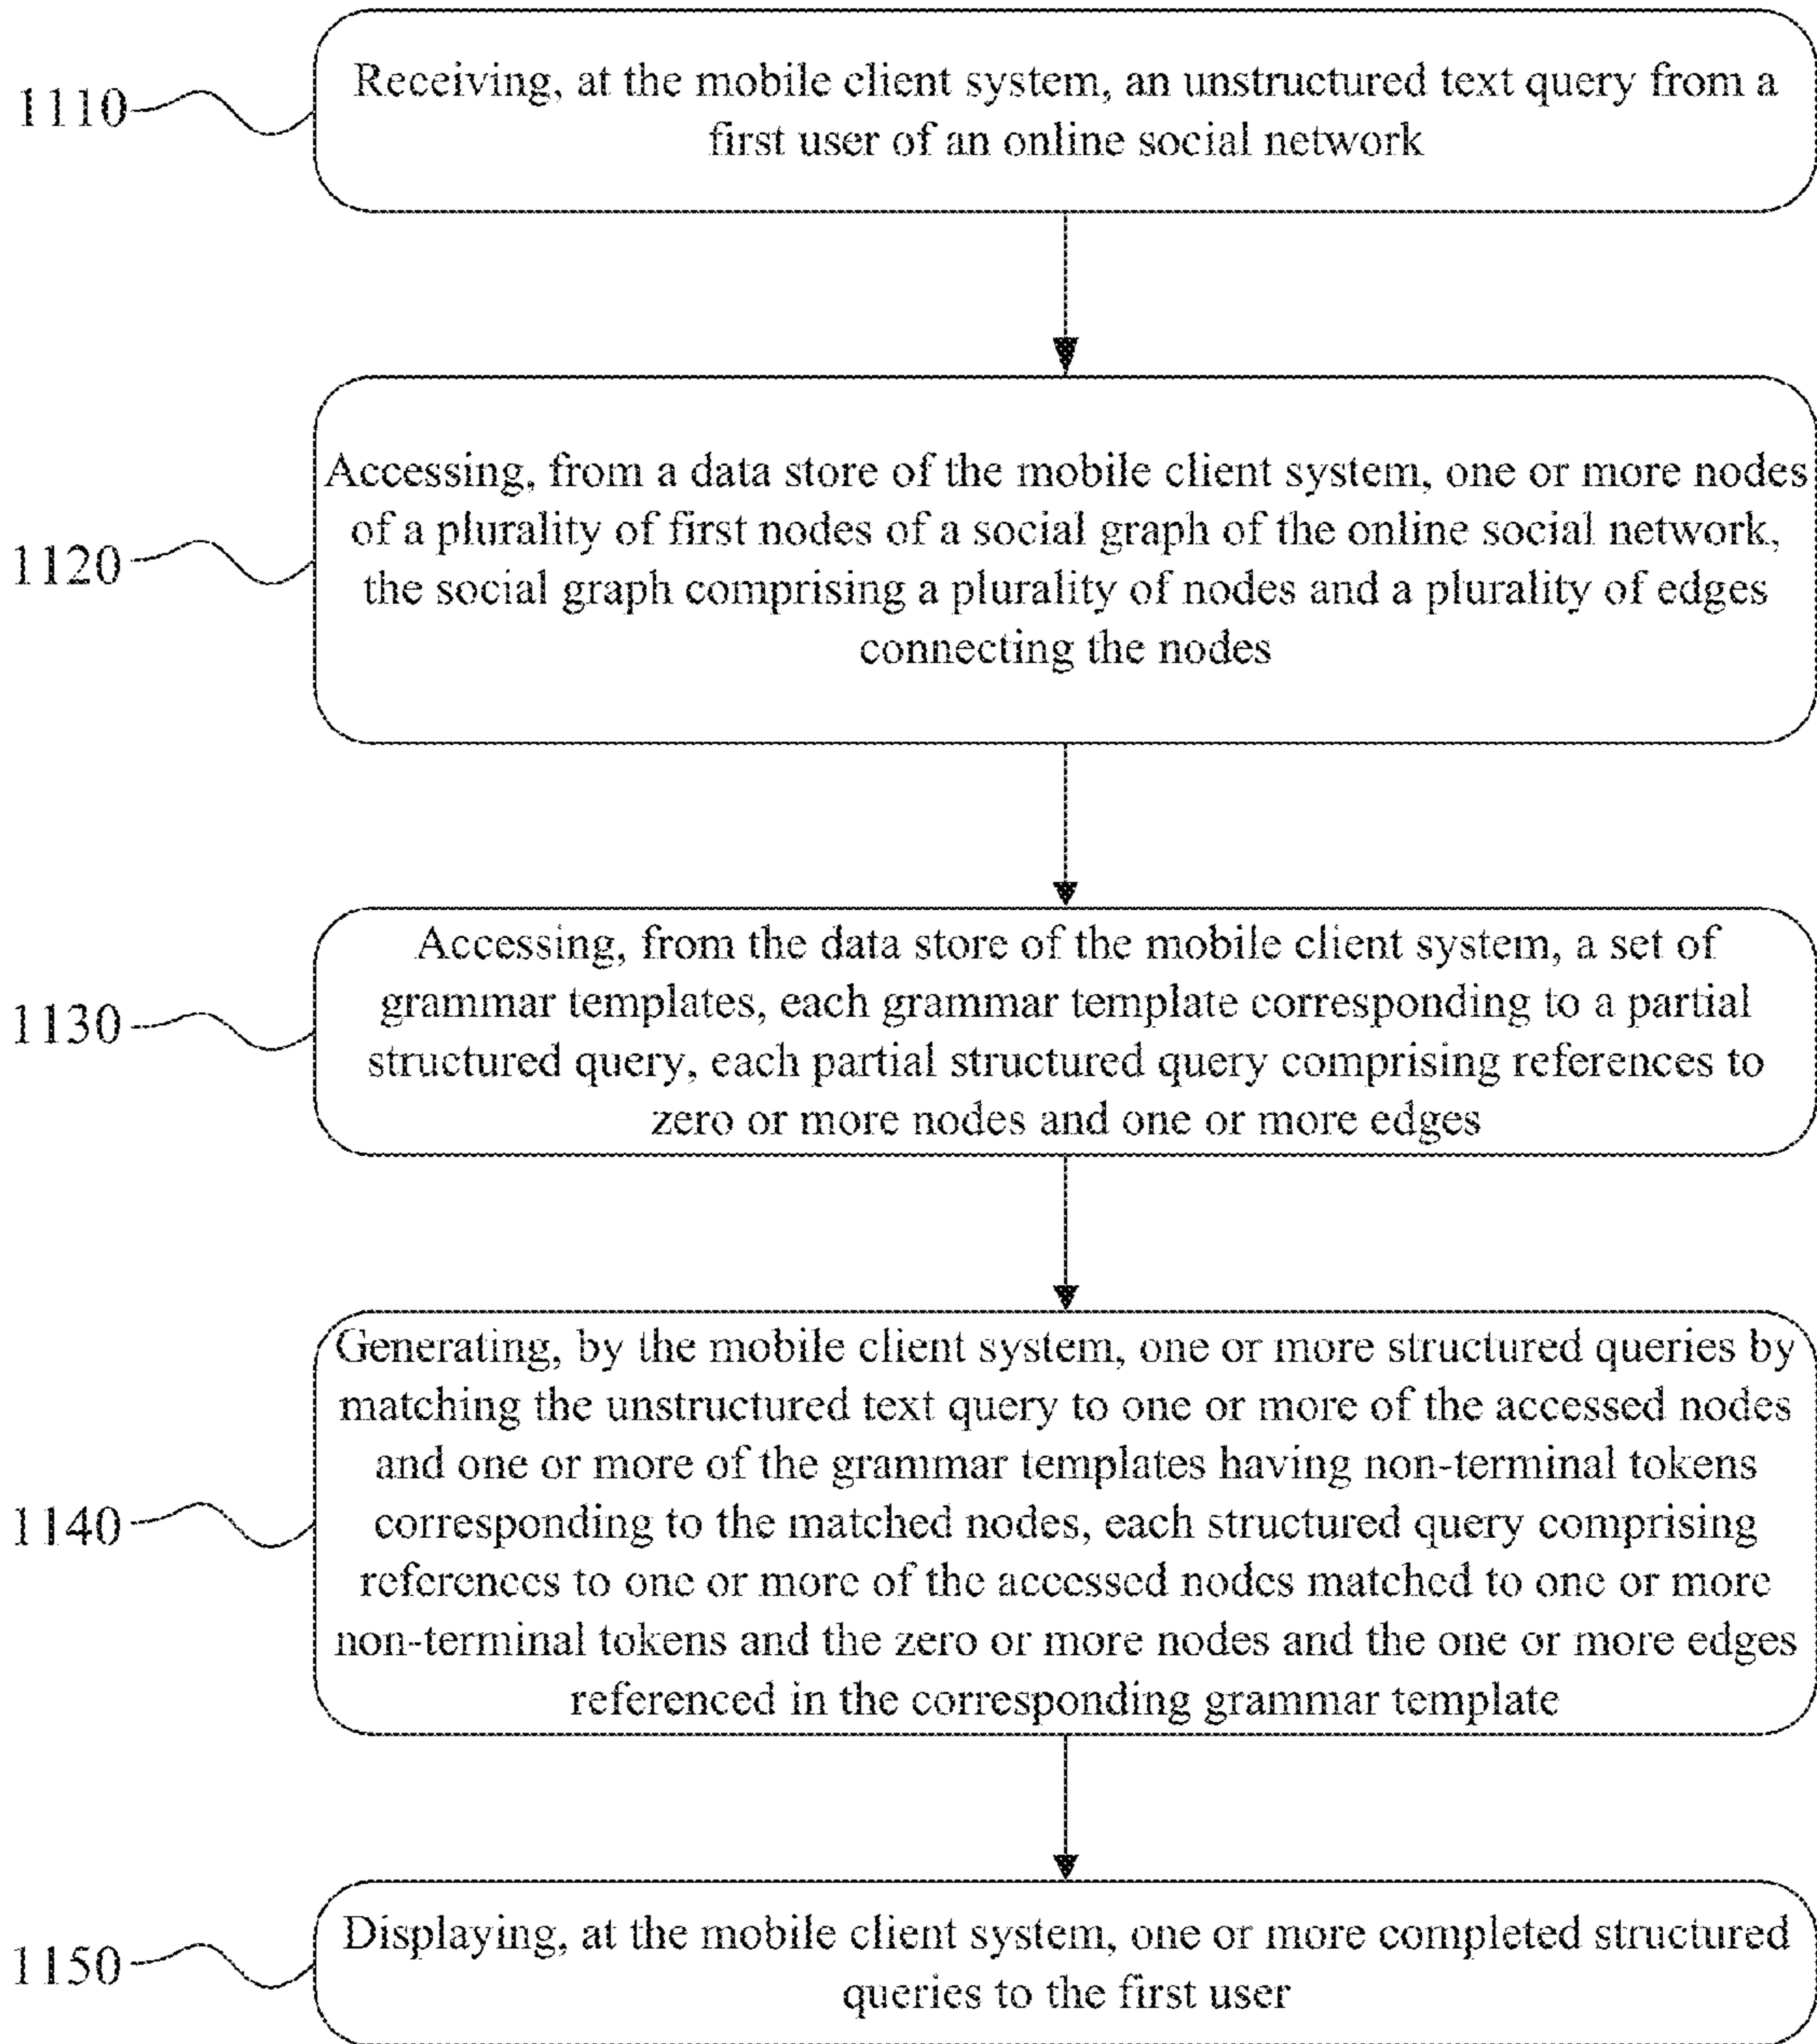 1110
Receiving, at the mobile client system, an unstructured text query from a
first user of an online social network
1120
Accessing, from a data store of the mobile client system, one or more nodes
of a plurality of first nodes of a social graph of the online social network,
the social graph comprising a plurality of nodes and a plurality of edges
connecting the nodes
1130
Accessing, from the data store of the mobile client system, a set of
grammar templates, each grammar template corresponding to a partial
structured query, each partial structured query comprising references to
zero or more nodes and one or more edges
1140
Generating, by the mobile client system, one or more structured queries by
matching the unstructured text query to one or more of the accessed nodes
and one or more of the grammar templates having non-terminal tokens
corresponding to the matched nodes, each structured query comprising
references to one or more of the accessed nodes matched to one or more
non-terminal tokens and the zero or more nodes and the one or more edges
referenced in the corresponding grammar template
1150
Displaying, at the mobile client system, one or more completed structured
queries to the first user